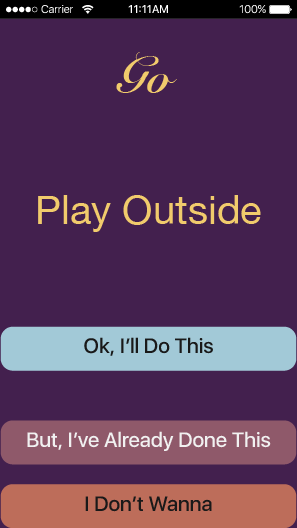 Carrier 11:11AM 100%
Go
Play Outside
Ok, I'll Do This
But, I've Already Done This
I Don't Wanna